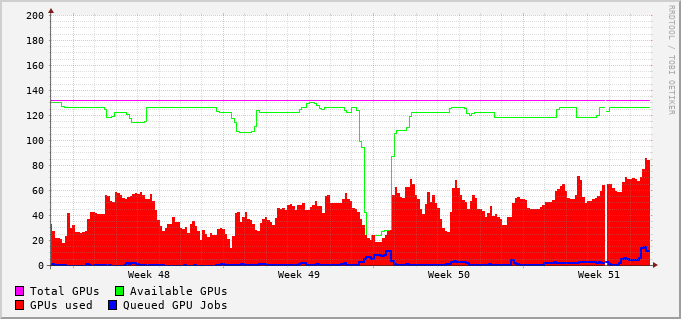 200
180
160
140
120
100
80
60
40
20
0
Week 48 Week 49 Week 50 Week 51
Total GPUs Available GPUs
GPUs used Queued GPU Jobs
RRDTOOL / TOBI OETIKER